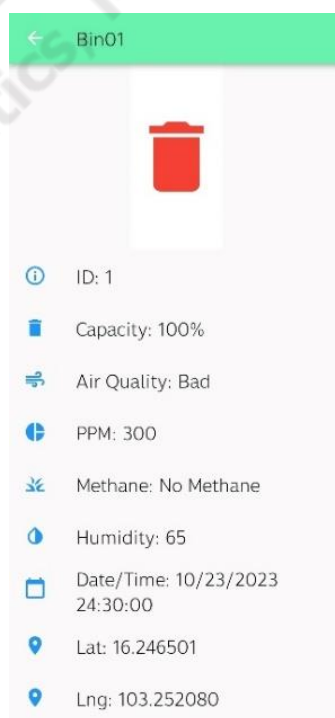 Bin01
ID: 1
Capacity: 100%
Air Quality: Bad
PPM: 300
Methane: No Methane
Humidity: 65
Date/Time: 10/23/2023
24:30:00
Lat: 16.246501
Lng: 103.252080